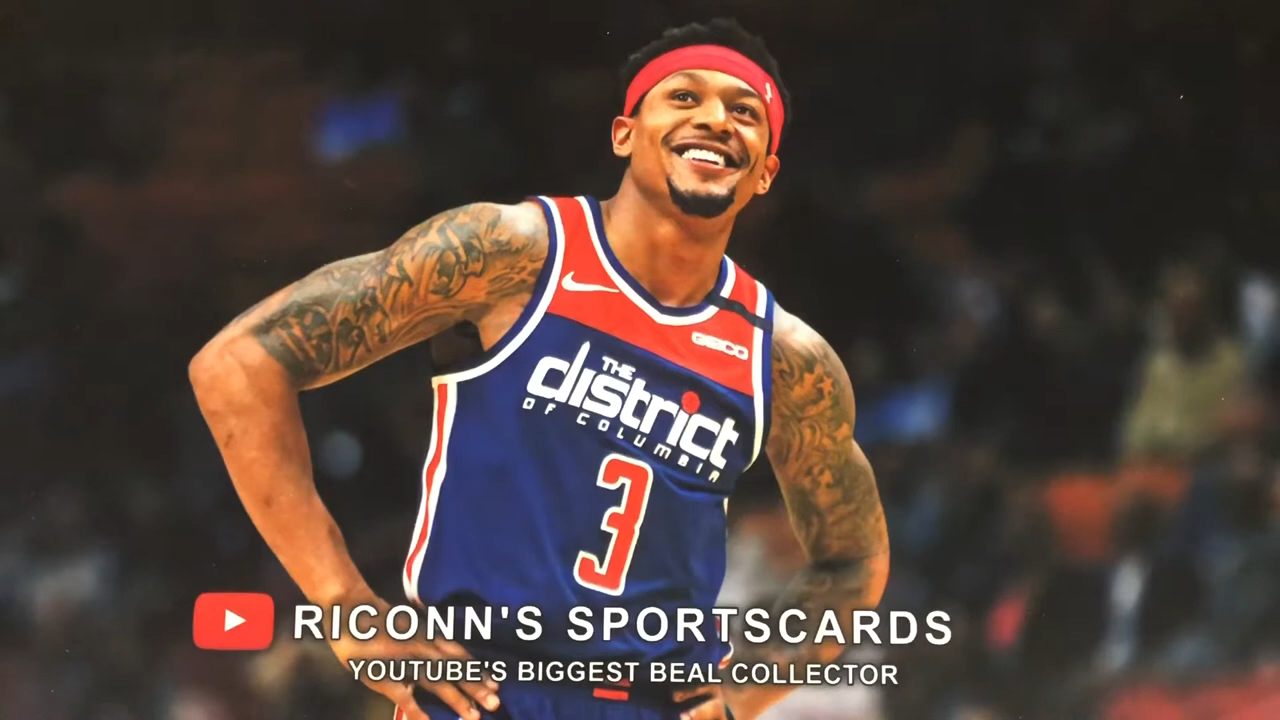 GEICO
THE
district
OF COLUMBIA
3
RICONN'S SPORTSCARDS
YOUTUBE'S BIGGEST BEAL COLLECTOR